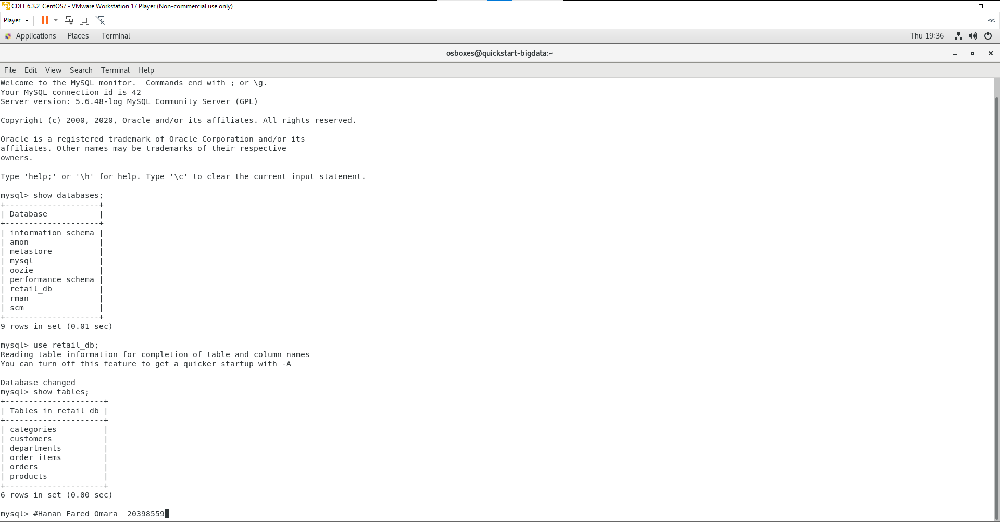 CDH_6.3.2_CentOS7 - VMware Workstation 17 Player (Non-commercial use only)
Player
Applications Places Terminal Thu 19:36
osboxes@quickstart-bigdata:~
File Edit View Search Terminal Help
Welcome to the MySQL monitor.  Commands end with ; or \g.
Your MySQL connection id is 42
Server version: 5.6.48-log MySQL Community Server (GPL)

Copyright (c) 2000, 2020, Oracle and/or its affiliates. All rights reserved.

Oracle is a registered trademark of Oracle Corporation and/or its
affiliates. Other names may be trademarks of their respective
owners.

Type 'help;' or '\h' for help. Type '\c' to clear the current input statement.

mysql> show databases;
+--------------------+
| Database           |
+--------------------+
| information_schema |
| amon               |
| metastore          |
| mysql              |
| oozie              |
| performance_schema |
| retail_db          |
| rman               |
| scm                |
+--------------------+
9 rows in set (0.01 sec)

mysql> use retail_db;
Reading table information for completion of table and column names
You can turn off this feature to get a quicker startup with -A

Database changed
mysql> show tables;
+---------------------+
| Tables_in_retail_db |
+---------------------+
| categories          |
| customers           |
| departments         |
| order_items         |
| orders              |
| products            |
+---------------------+
6 rows in set (0.00 sec)

mysql> #Hanan Fared Omara  20398559